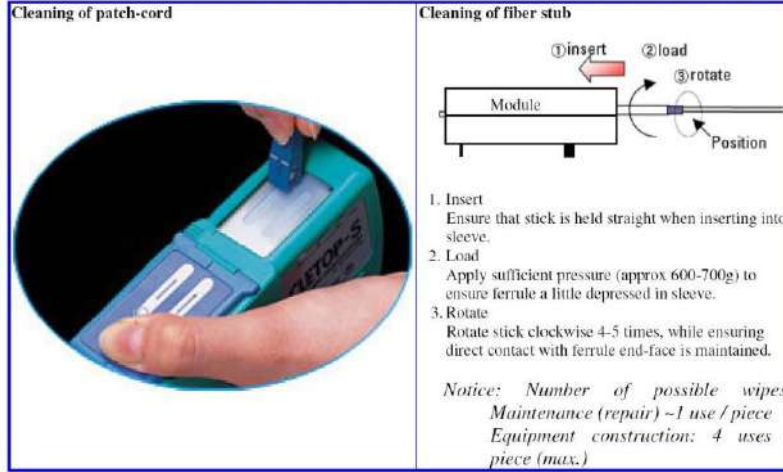 Cleaning of patch-cord
CLETOP-S
Cleaning of fiber stub
①insert
②load
③rotate
Module
Position
1. Insert
Ensure that stick is held straight when inserting into
sleeve.
2. Load
Apply sufficient pressure (approx 600-700g) to
ensure ferrule a little depressed in sleeve.
3. Rotate
Rotate stick clockwise 4-5 times, while ensuring
direct contact with ferrule end-face is maintained.
Notice: Number of possible wipes
Maintenance (repair) ~1 use / piece
Equipment construction: 4 uses
piece (max.)